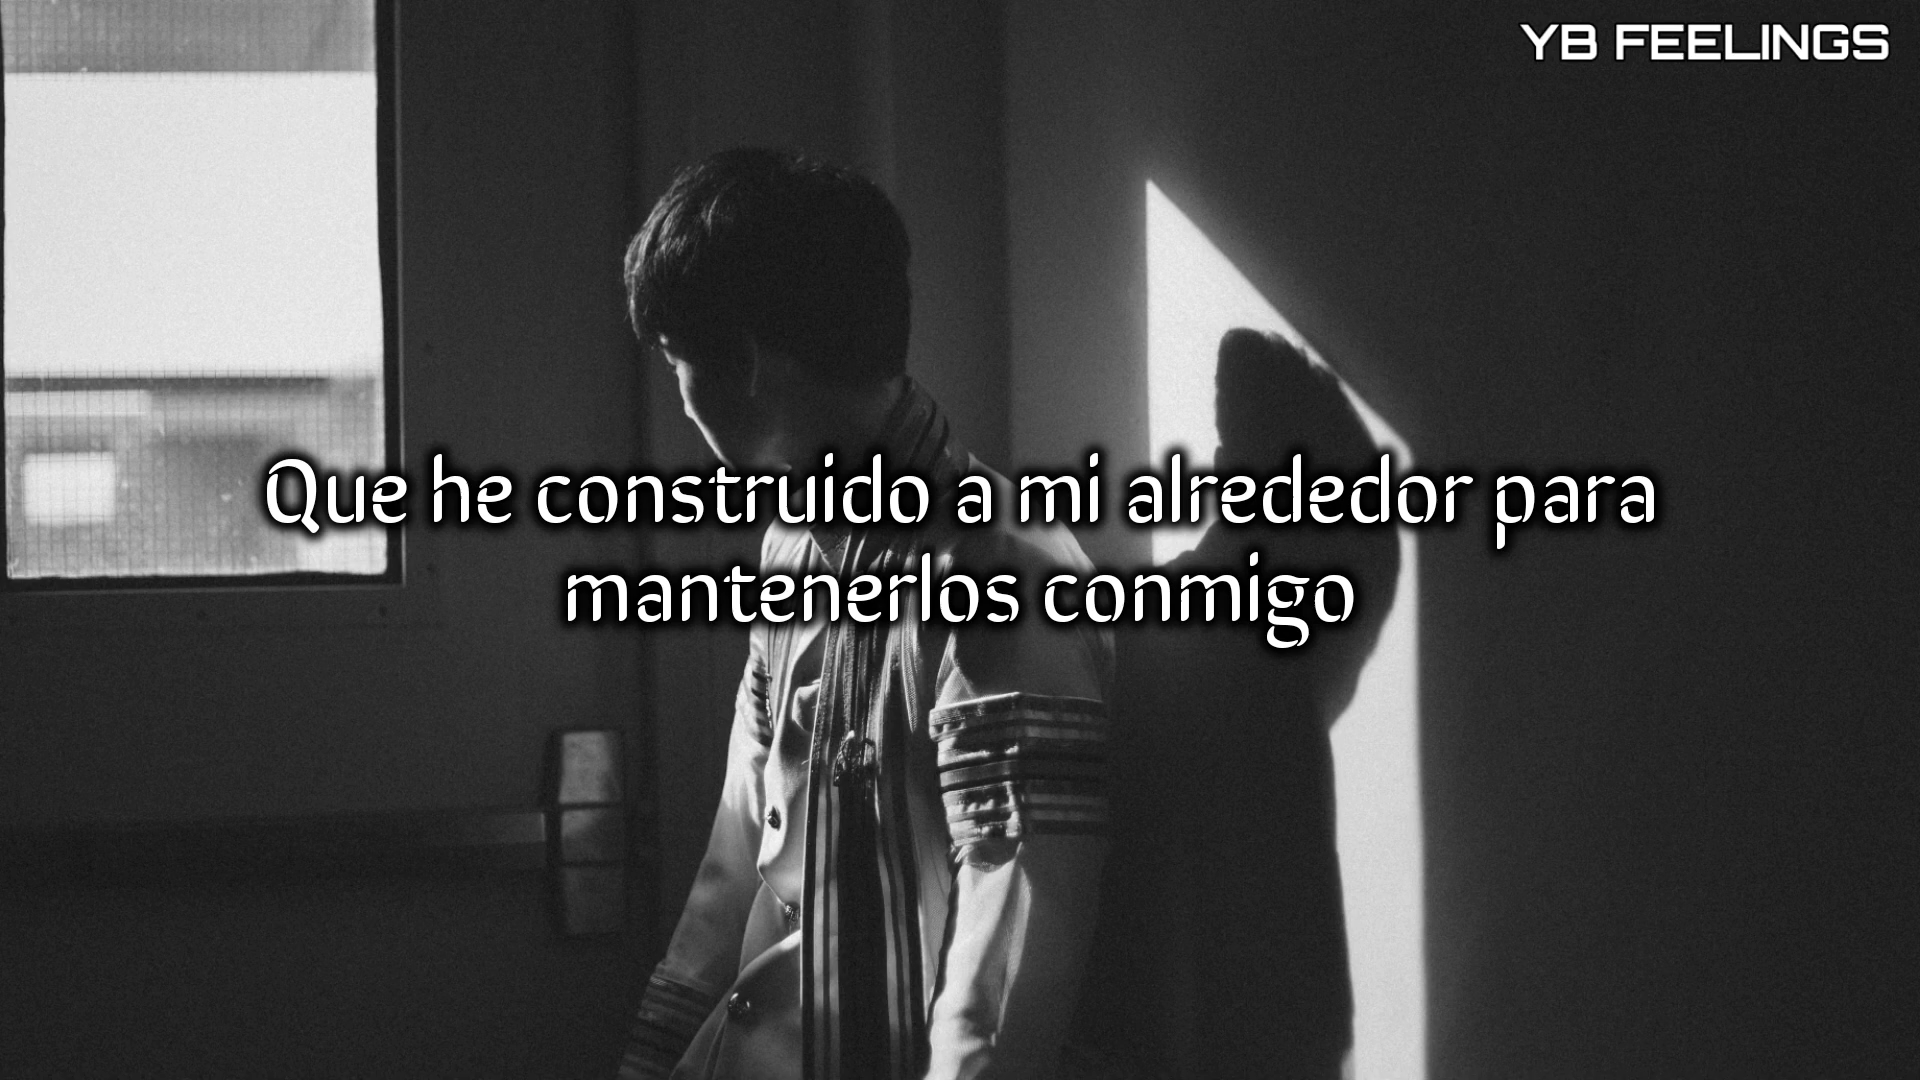 YB FEELINGS
Que he construido a mi alrededor para
mantenerlos conmigo